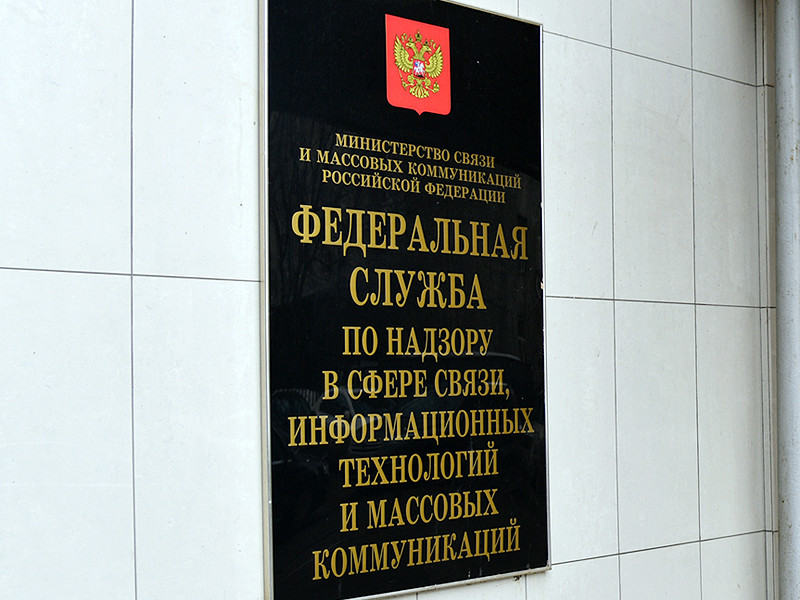 МИНИСТЕРСТВО СВЯЗИ
И МАССОВЫХ КОММУНИКАЦИЙ
РОССИЙСКОЙ ФЕДЕРАЦИИ
ФЕДЕРАЛЬНАЯ
СЛУЖБА
ПО НАДЗОРУ
В СФЕРЕ СВЯЗИ,
ИНФОРМАЦИОННЫХ
ТЕХНОЛОГИЙ
И МАССОВЫХ
КОММУНИКАЦИЙ